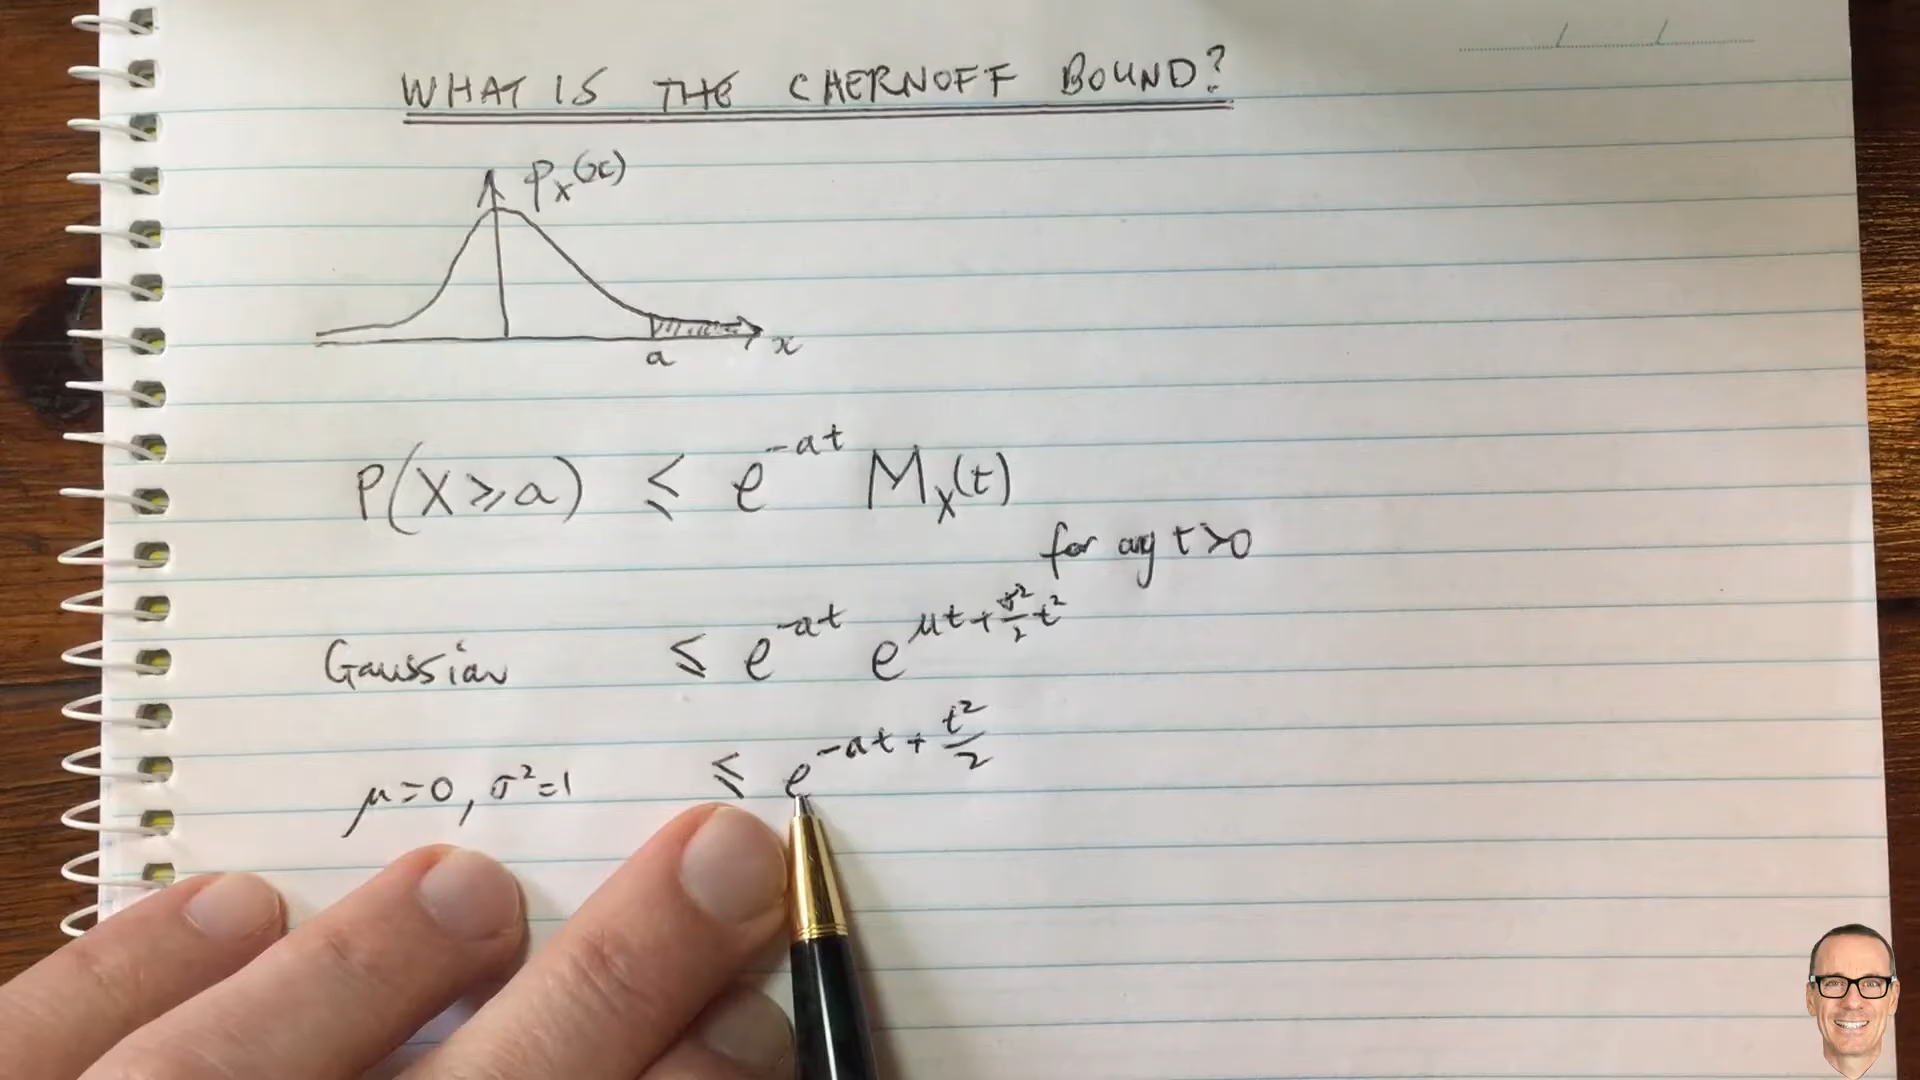 WHAT IS THE CHERNOFF BOUND?
p_X(x)
a
x
P(X ⩾ a) ⩽ e^{-at} M_X(t)
for any t>0
Gaussian ⩽ e^{-at} e^{μt + σ²/2 t²}
μ=0, σ²=1 ⩽ e^{-at + t²/2}